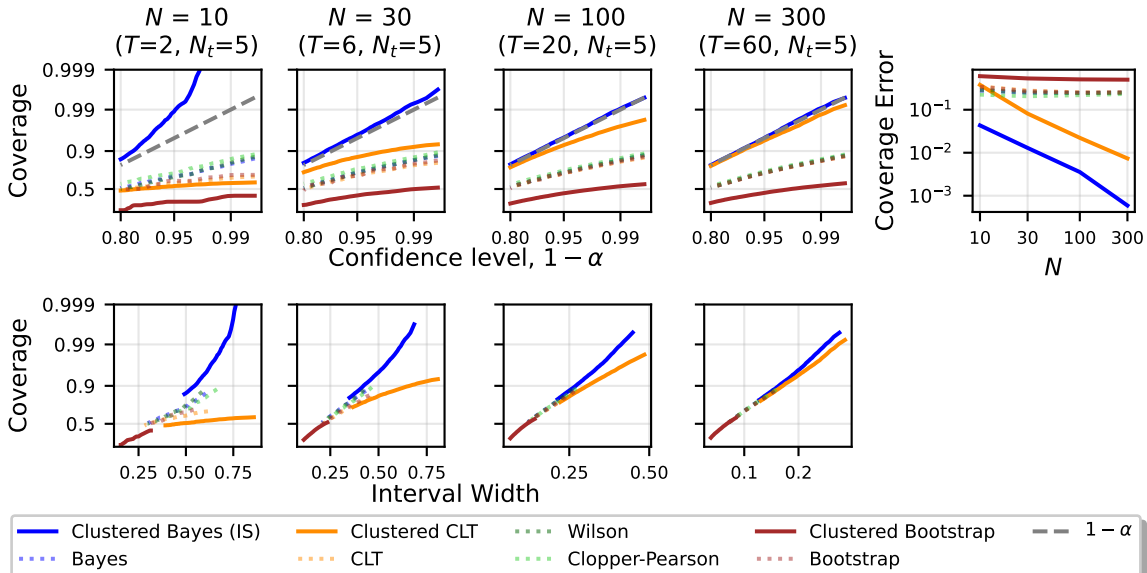 N = 10
(T=2, Nₜ=5)
N = 30
(T=6, Nₜ=5)
N = 100
(T=20, Nₜ=5)
N = 300
(T=60, Nₜ=5)
Coverage
0.999
0.99
0.9
0.5
0.80 0.95 0.99
0.80 0.95 0.99
0.80 0.95 0.99
0.80 0.95 0.99
Confidence level, 1 − α
Coverage Error
10⁻¹
10⁻²
10⁻³
10 30 100 300
N
Coverage
0.999
0.99
0.9
0.5
0.25 0.50 0.75
0.25 0.50 0.75
0.25 0.50
0.1 0.2
Interval Width
Clustered Bayes (IS) Clustered CLT Wilson Clustered Bootstrap 1 − α
Bayes CLT Clopper-Pearson Bootstrap